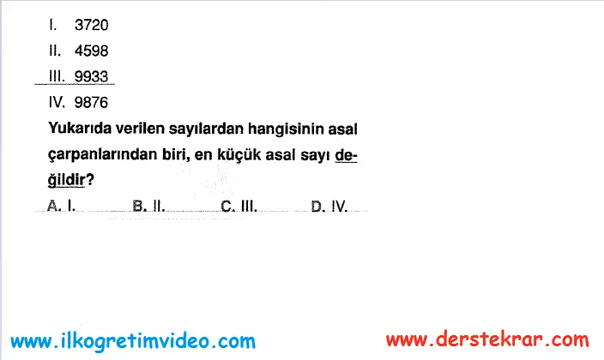 I. 3720
II. 4598
III. 9933
IV. 9876
Yukarıda verilen sayılardan hangisinin asal
çarpanlarından biri, en küçük asal sayı de-
ğildir?
A. I. B. II. C. III. D. IV.
www.ilkogretimvideo.com www.derstekrar.com